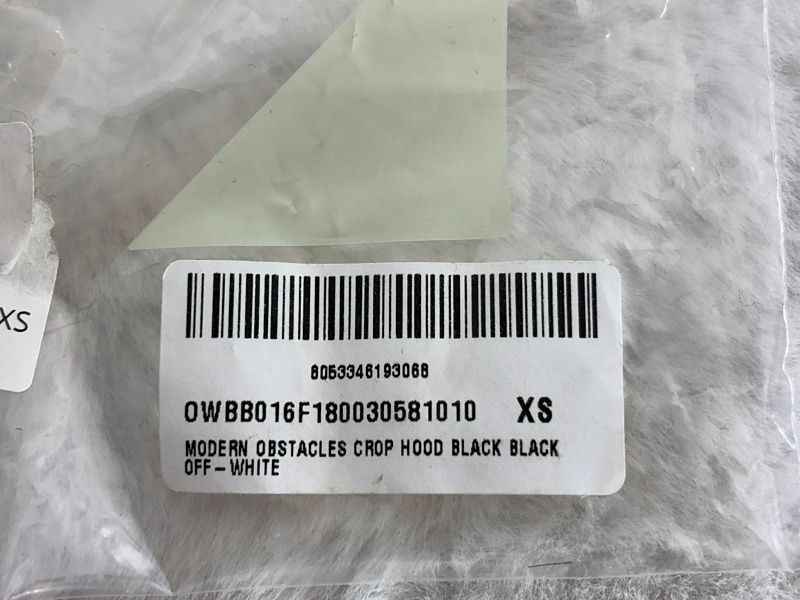 XS
8053346193068
OWBB016F180030581010 XS
MODERN OBSTACLES CROP HOOD BLACK BLACK
OFF-WHITE